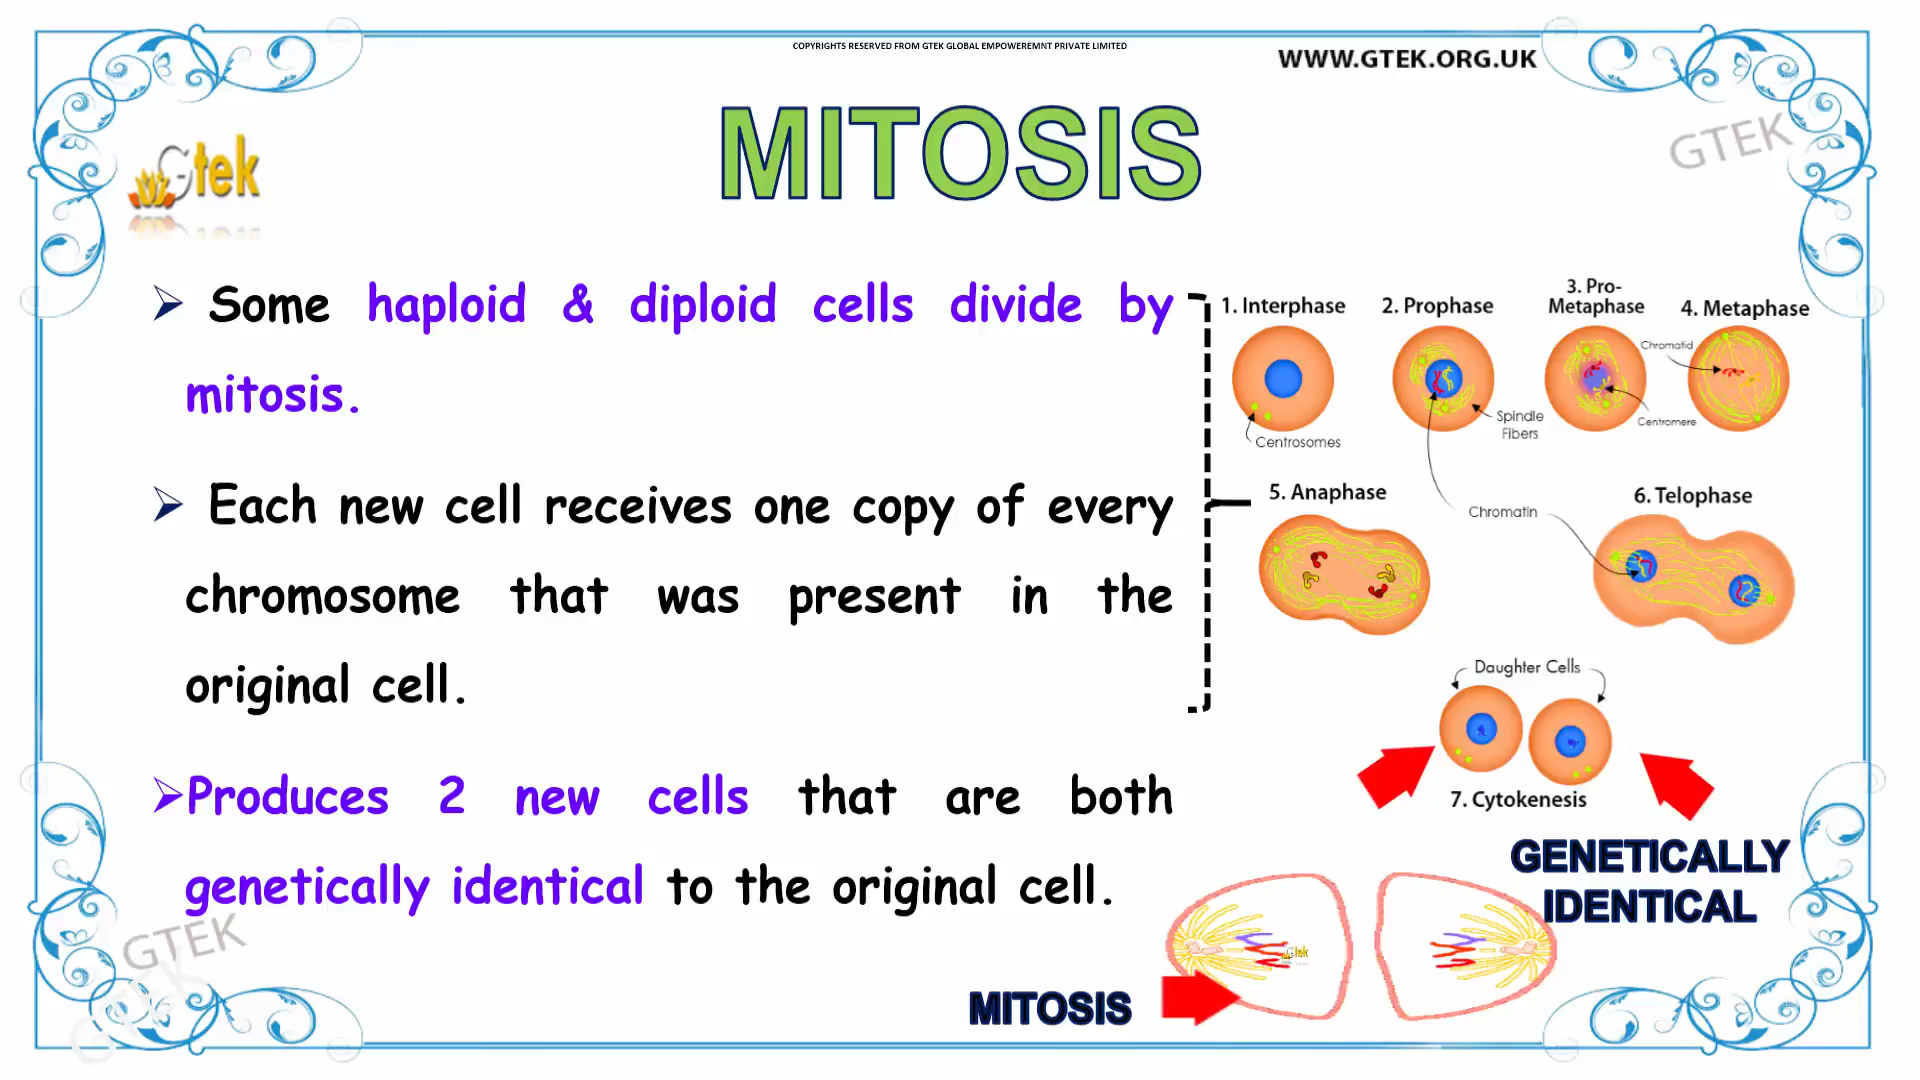 COPYRIGHTS RESERVED FROM GTEK GLOBAL EMPOWEREMNT PRIVATE LIMITED
WWW.GTEK.ORG.UK
GTEK
Gtek
MITOSIS
➢ Some haploid & diploid cells divide by
mitosis.
➢ Each new cell receives one copy of every
chromosome that was present in the
original cell.
➢Produces 2 new cells that are both
genetically identical to the original cell.
1. Interphase
2. Prophase
3. Pro-
Metaphase
4. Metaphase
Chromatid
Centrosomes
Spindle
Fibers
Centromere
5. Anaphase
Chromatin
6. Telophase
Daughter Cells
7. Cytokenesis
GENETICALLY
IDENTICAL
Gtek
MITOSIS
GTEK
GTEK